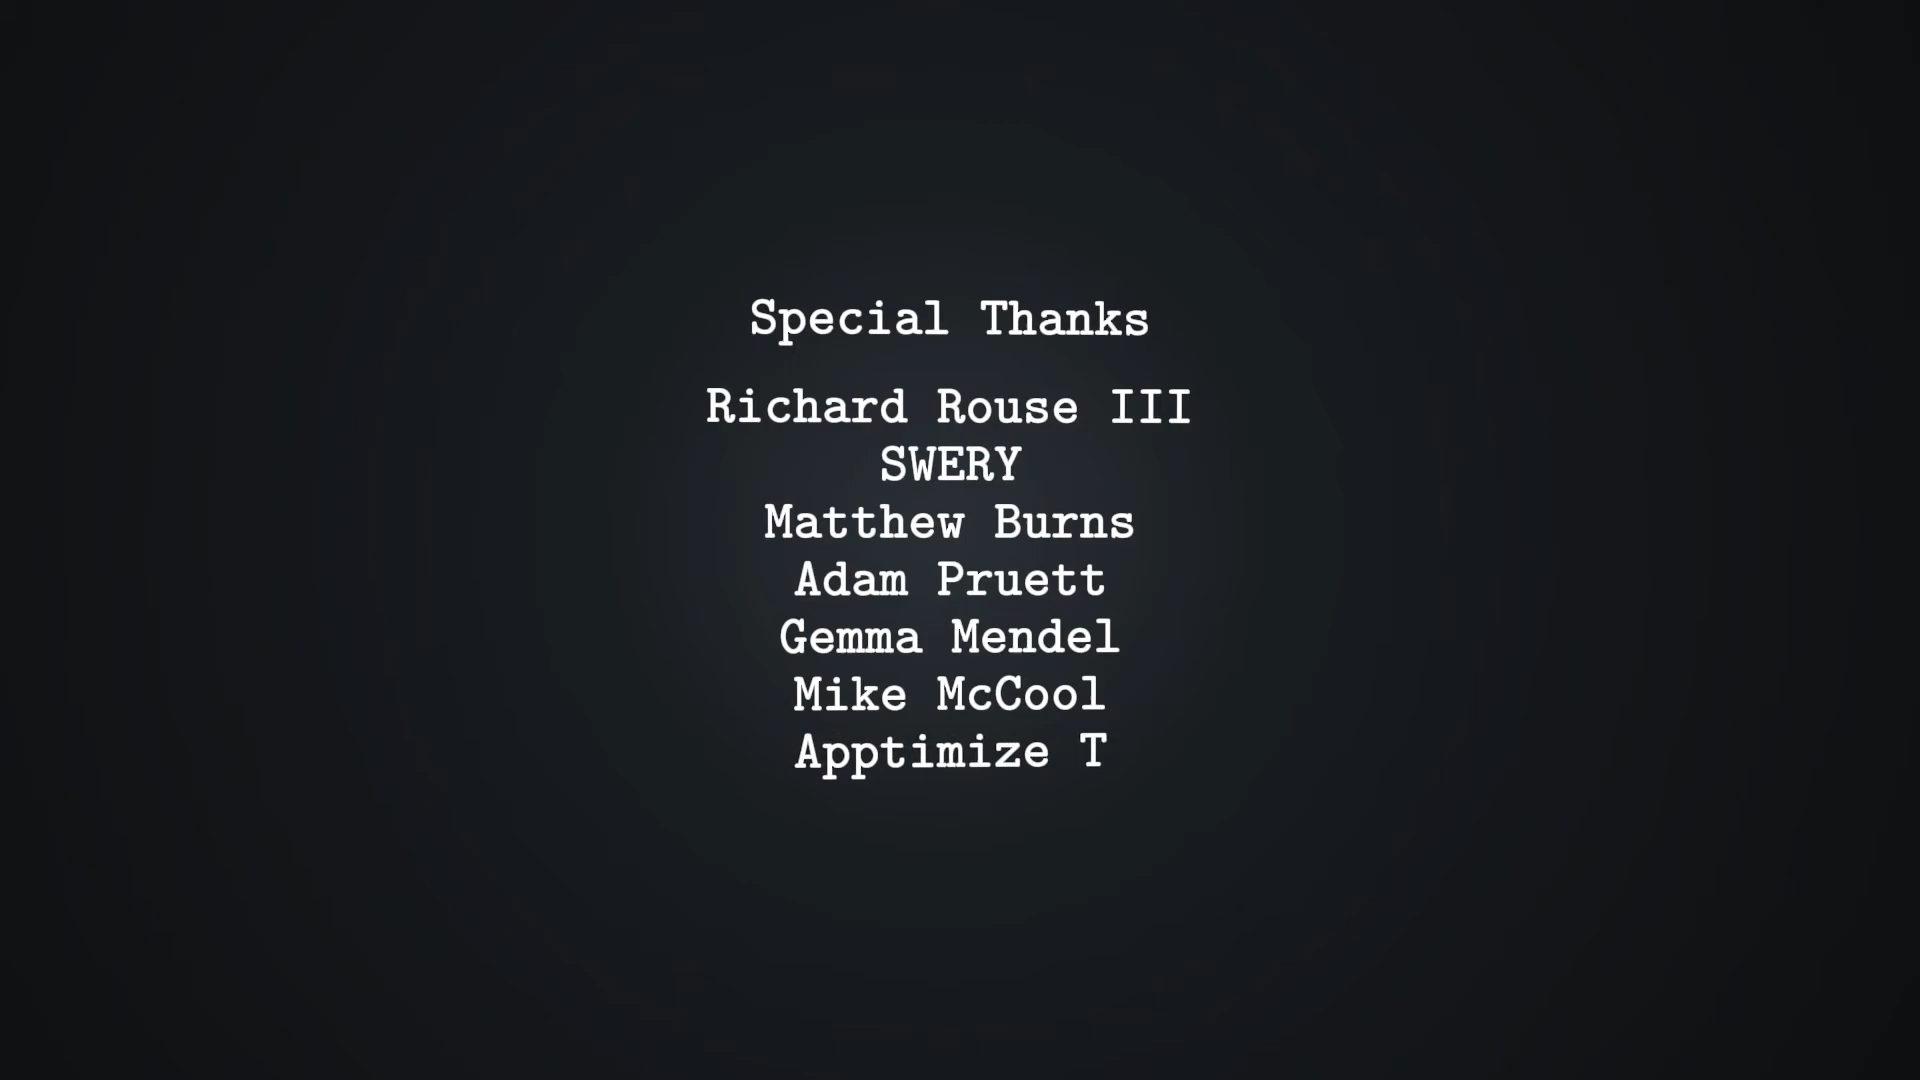 Special Thanks
Richard Rouse III
SWERY
Matthew Burns
Adam Pruett
Gemma Mendel
Mike McCool
Apptimize T